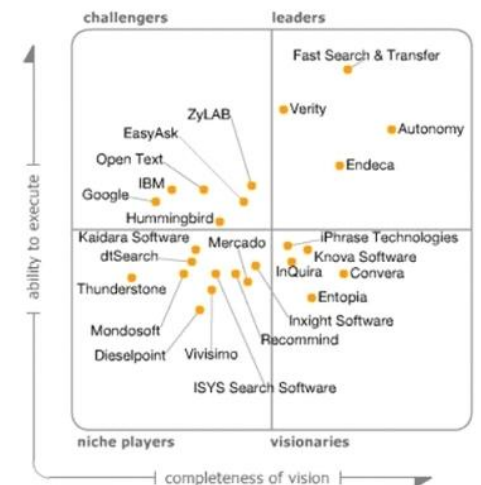 challengers
leaders
Fast Search & Transfer
Verity
Autonomy
ZyLAB
EasyAsk
Open Text
Endeca
IBM
Google
Hummingbird
ability to execute
Kaidara Software
Mercado
iPhrase Technologies
dtSearch
Knova Software
InQuira
Convera
Thunderstone
Entopia
Inxight Software
Mondosoft
Recommind
Dieselpoint
Vivisimo
ISYS Search Software
niche players
visionaries
completeness of vision